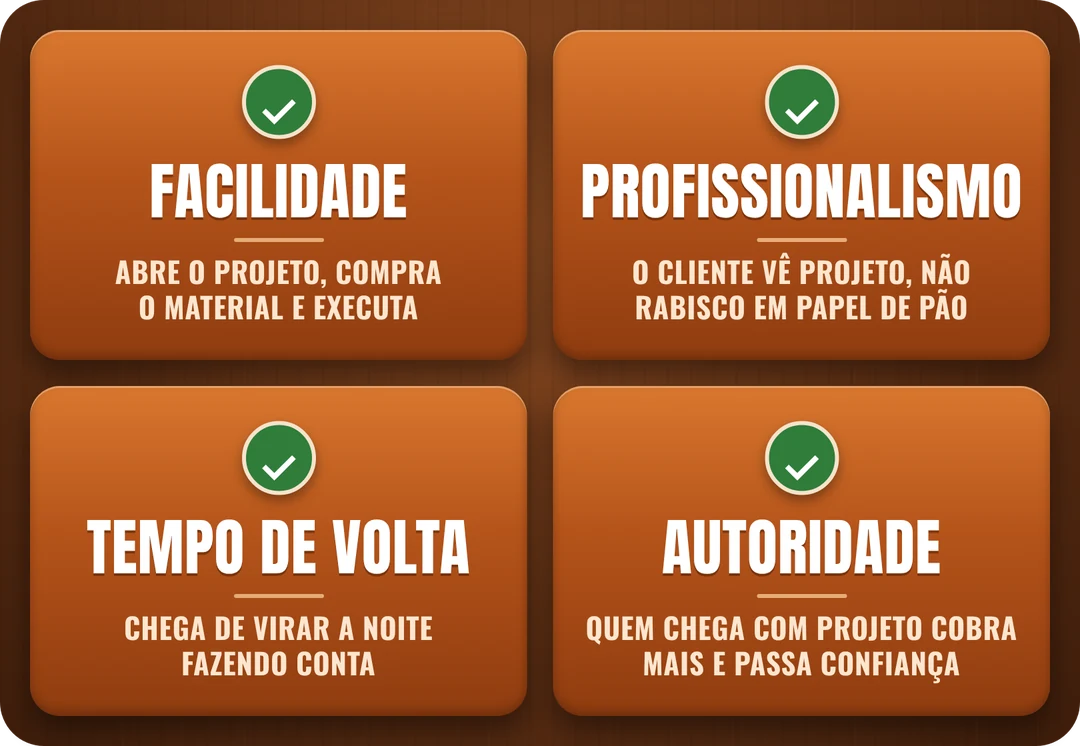 FACILIDADE
ABRE O PROJETO, COMPRA
O MATERIAL E EXECUTA
PROFISSIONALISMO
O CLIENTE VÊ PROJETO, NÃO
RABISCO EM PAPEL DE PÃO
TEMPO DE VOLTA
CHEGA DE VIRAR A NOITE
FAZENDO CONTA
AUTORIDADE
QUEM CHEGA COM PROJETO COBRA
MAIS E PASSA CONFIANÇA